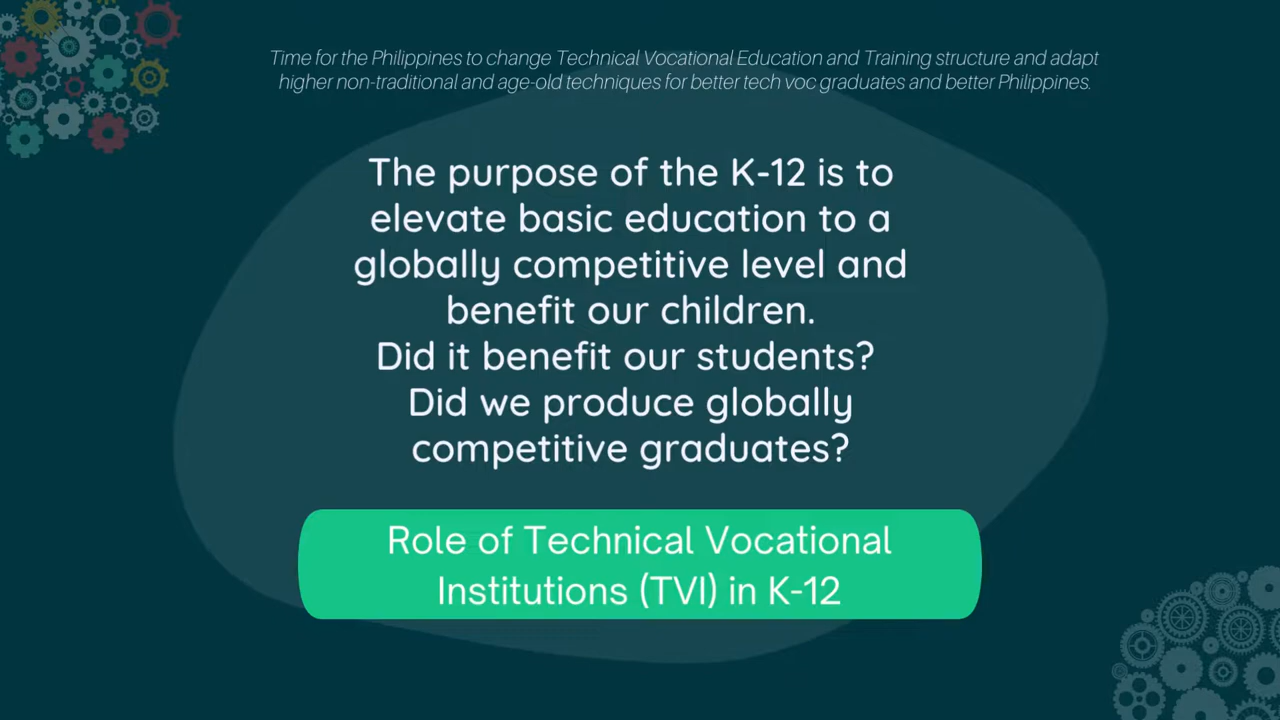 Time for the Philippines to change Technical Vocational Education and Training structure and adapt
higher non-traditional and age-old techniques for better tech voc graduates and better Philippines.
The purpose of the K-12 is to
elevate basic education to a
globally competitive level and
benefit our children.
Did it benefit our students?
Did we produce globally
competitive graduates?
Role of Technical Vocational
Institutions (TVI) in K-12